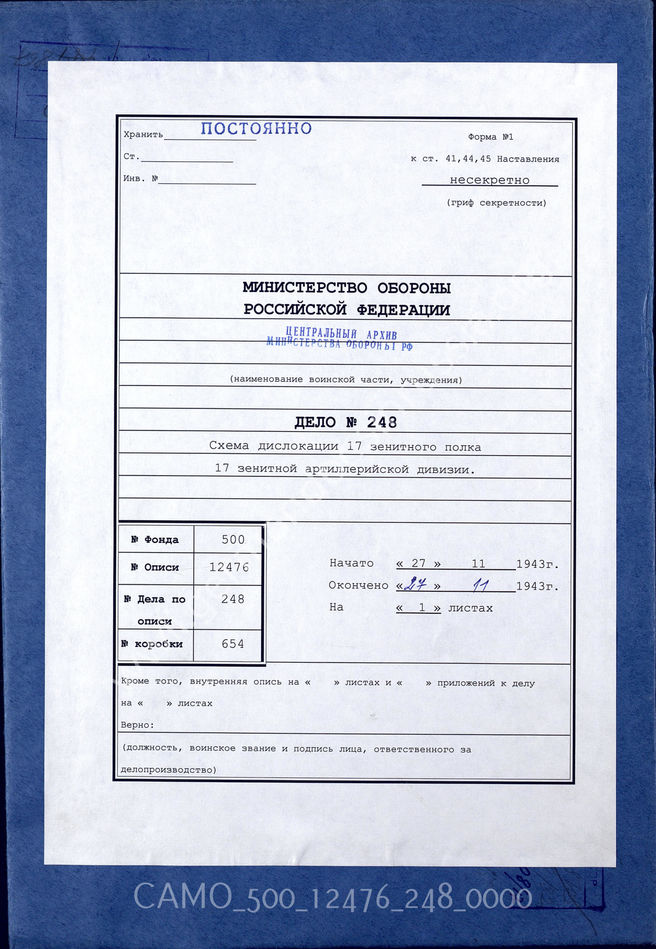 Хранить ПОСТОЯННО
Форма №1
Ст.
к ст. 41,44,45 Наставления
Инв. №
несекретно
(гриф секретности)
МИНИСТЕРСТВО ОБОРОНЫ
РОССИЙСКОЙ ФЕДЕРАЦИИ
ЦЕНТРАЛЬНЫЙ АРХИВ
МИНИСТЕРСТВА ОБОРОНЫ РФ
(наименование воинской части, учреждения)
ДЕЛО № 248
Схема дислокации 17 зенитного полка
17 зенитной артиллерийской дивизии.
№ Фонда 500
№ Описи 12476
№ Дела по описи 248
№ коробки 654
Начато « 27 » 11 1943г.
Окончено «27 » 11 1943г.
На « 1 » листах
Кроме того, внутренняя опись на « » листах и « » приложений к делу
на « » листах
Верно:
(должность, воинское звание и подпись лица, ответственного за
делопроизводство)
CAMO_500_12476_248_0000